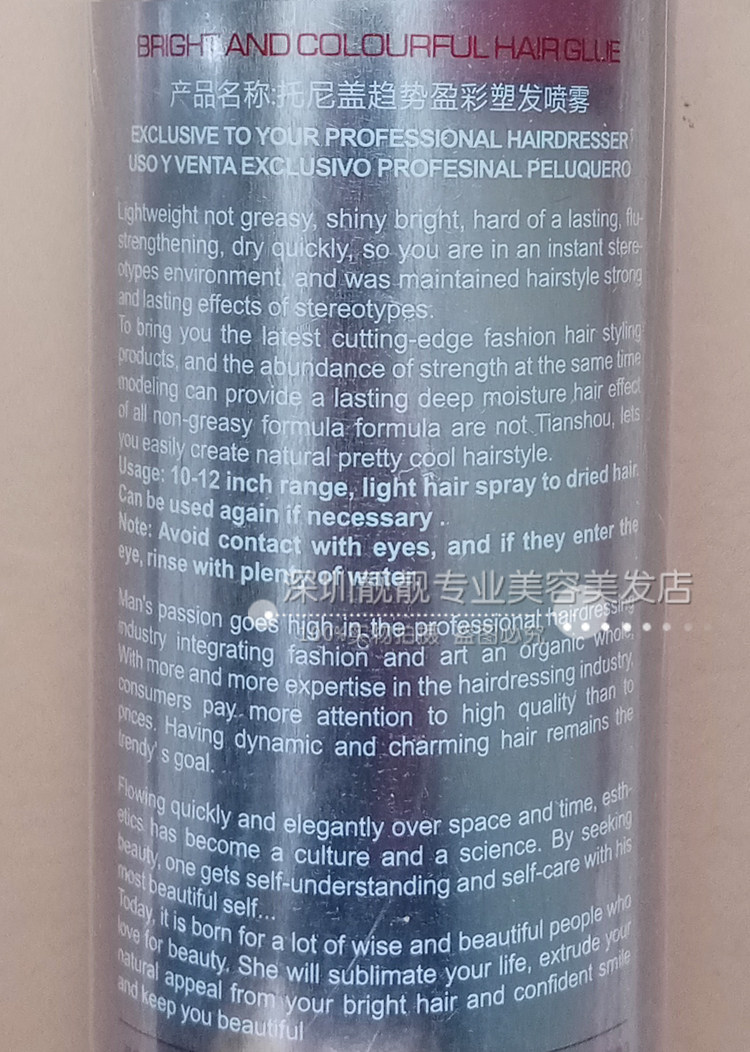 BRIGHT AND COLOURFUL HAIR GLUE
产品名称:托尼盖趋势盈彩塑发喷雾
EXCLUSIVE TO YOUR PROFESSIONAL HAIRDRESSER
USO Y VENTA EXCLUSIVO PROFESINAL PELUQUERO
Lightweight not greasy, shiny bright, hard of a lasting, flu-
strengthening, dry quickly, so you are in an instant stere-
otypes environment, and was maintained hairstyle strong
and lasting effects of stereotypes.
To bring you the latest cutting-edge fashion hair styling
products, and the abundance of strength at the same time
modeling can provide a lasting deep moisture hair effect
of all non-greasy formula formula are not Tianshou, lets
you easily create natural pretty cool hairstyle.
Usage: 10-12 inch range, light hair spray to dried hair.
Can be used again if necessary .
Note: Avoid contact with eyes, and if they enter the
eye, rinse with plenty of water.
深圳靓靓专业美容美发店
Man's passion goes high in the professional hairdressing
100%实物拍摄 盗图必究
industry integrating fashion and art an organic whole,
With more and more expertise in the hairdressing industry,
consumers pay more attention to high quality than to
prices. Having dynamic and charming hair remains the
trendy's goal.
Flowing quickly and elegantly over space and time, esth-
etics has become a culture and a science. By seeking
beauty, one gets self-understanding and self-care with his
most beautiful self...
Today, it is born for a lot of wise and beautiful people who
love for beauty. She will sublimate your life, extrude your
natural appeal from your bright hair and confident smile
and keep you beautiful